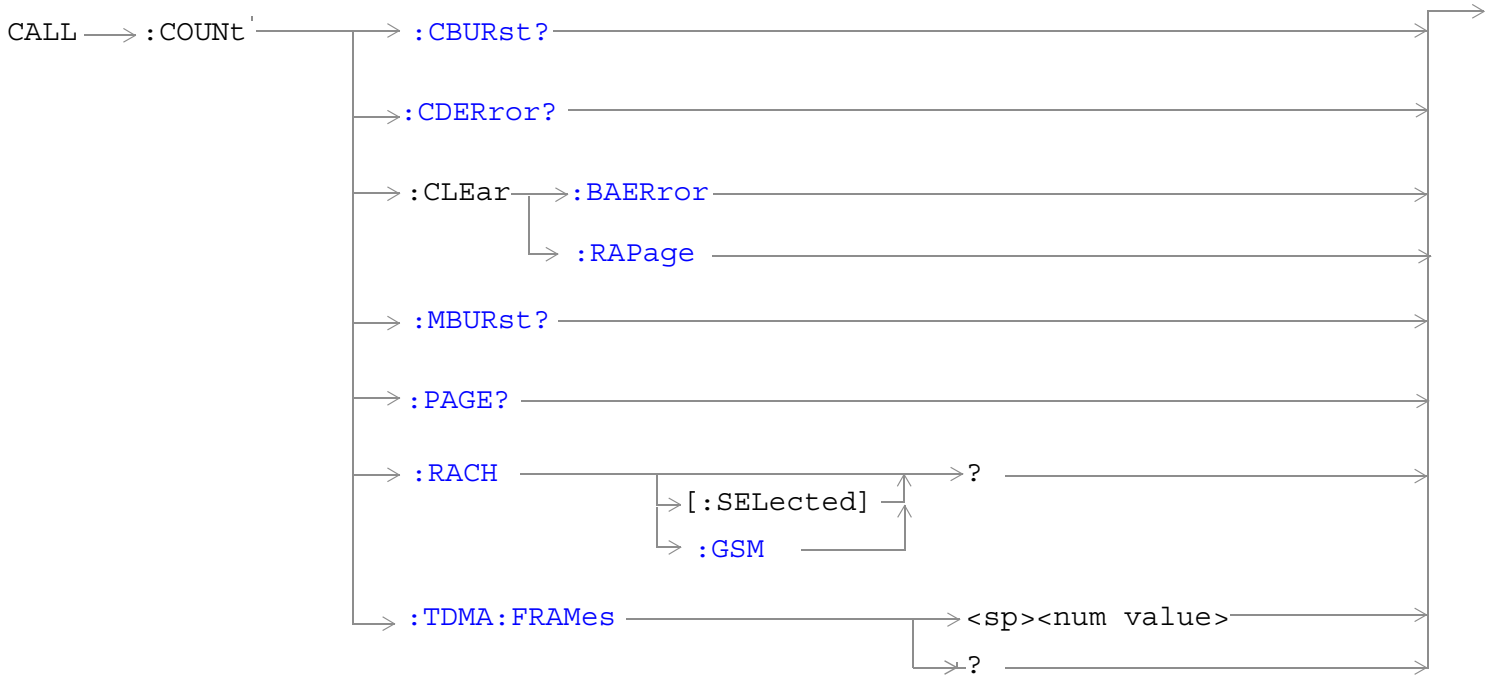 CALL :COUNt :CBURst?
:CDERror?
:CLEar :BAERror
:RAPage
:MBURst?
:PAGE?
:RACH ?
[:SELected]
:GSM
:TDMA:FRAMes <sp><num value>
?